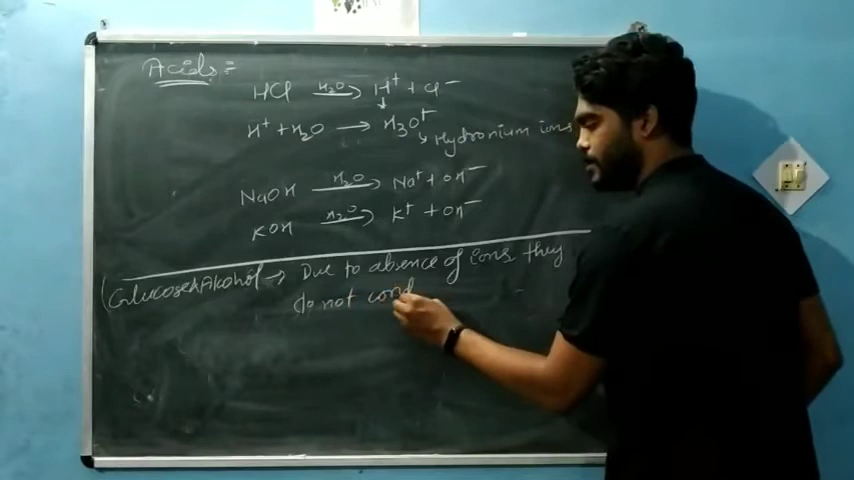 Acids :-
HCl —H₂O→ H⁺ + Cl⁻
H⁺ + H₂O → H₃O⁺
↳ Hydronium ions
NaOH —H₂O→ Na⁺ + OH⁻
KOH —H₂O→ K⁺ + OH⁻
(Glucose & Alcohol → Due to absence of ions they
do not cond